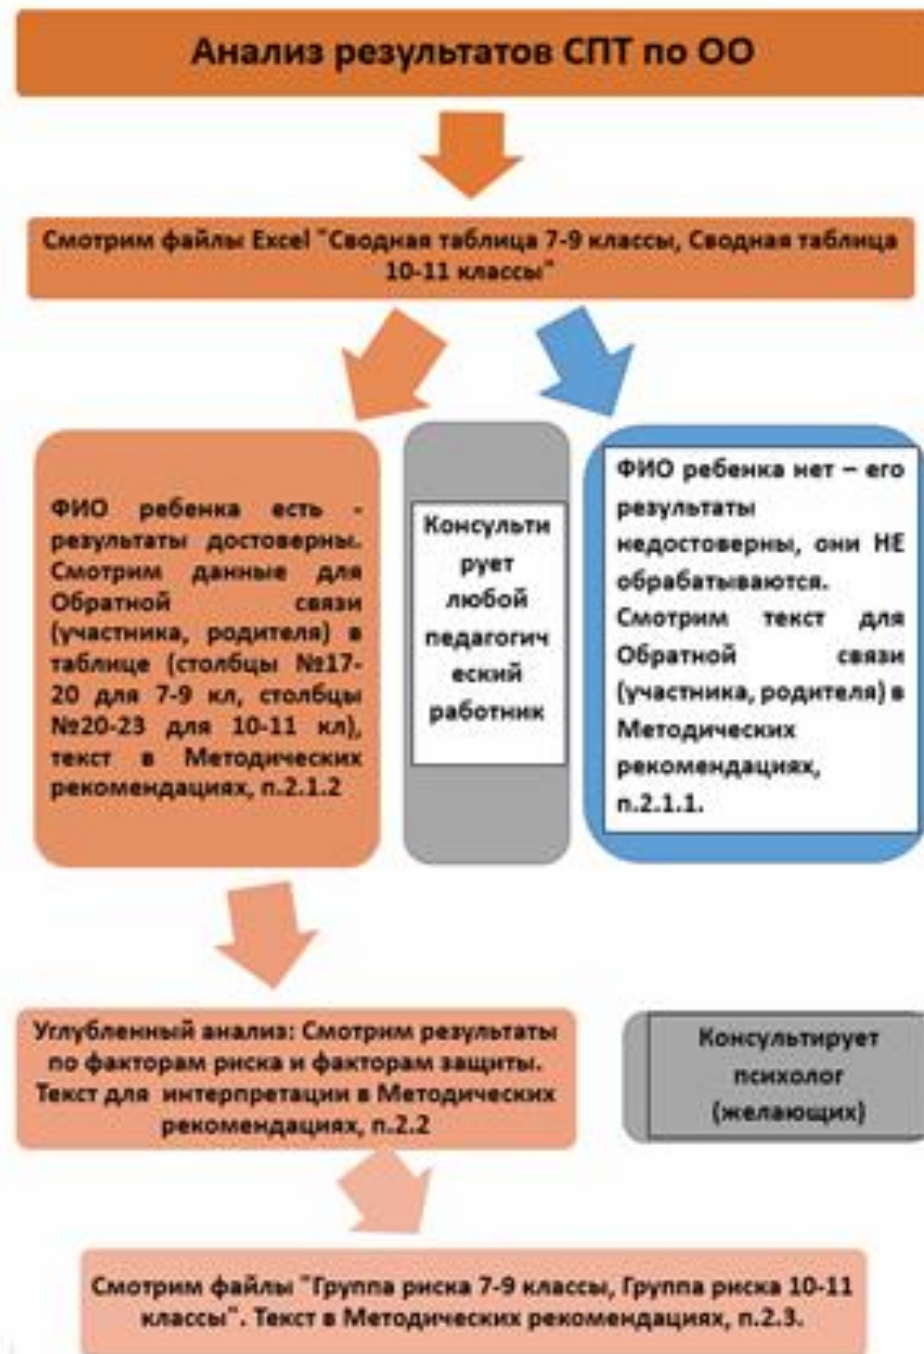 Анализ результатов СПТ по ОО
Смотрим файлы Excel "Сводная таблица 7-9 классы, Сводная таблица
10-11 классы"
ФИО ребенка есть -
результаты достоверны.
Смотрим данные для
Обратной связи
(участника, родителя) в
таблице (столбцы №17-
20 для 7-9 кл, столбцы
№20-23 для 10-11 кл),
текст в Методических
рекомендациях, п.2.1.2
Консульти
рует
любой
педагогич
еский
работник
ФИО ребенка нет – его
результаты
недостоверны, они НЕ
обрабатываются.
Смотрим текст для
Обратной связи
(участника, родителя) в
Методических
рекомендациях,
п.2.1.1.
Углубленный анализ: Смотрим результаты
по факторам риска и факторам защиты.
Текст для интерпретации в Методических
рекомендациях, п.2.2
Консультирует
психолог
(желающих)
Смотрим файлы "Группа риска 7-9 классы, Группа риска 10-11
классы". Текст в Методических рекомендациях, п.2.3.